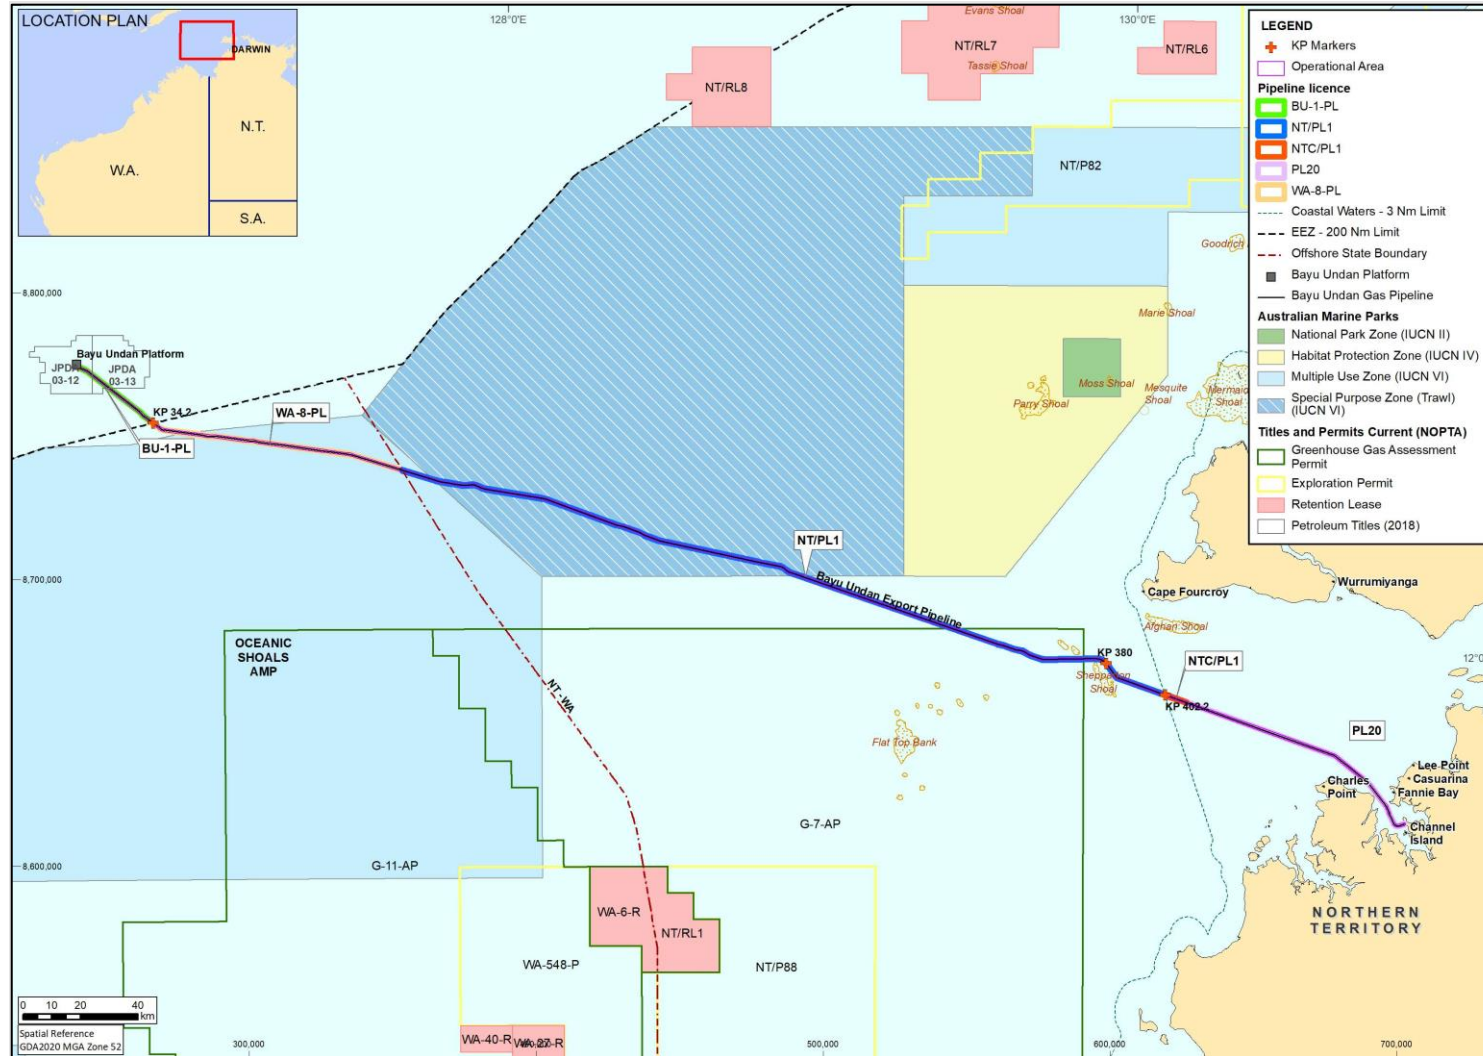 LOCATION PLAN
DARWIN
N.T.
W.A.
S.A.
128°0'E
130°0'E
Evans Shoal
NT/RL7
Tassie Shoal
NT/RL6
NT/RL8
NT/P82
8,800,000
8,700,000
8,600,000
Bayu Undan Platform
JPDA
03-12
JPDA
03-13
KP 34.2
BU-1-PL
WA-8-PL
Goodrich
Marie Shoal
Moss Shoal
Parry Shoal
Mesquite
Shoal
Mermaid
Shoal
NT/PL1
Bayu Undan Export Pipeline
Cape Fourcroy
Wurrumiyanga
Afghan Shoal
KP 380
Shepparton
Shoal
NTC/PL1
KP 402.2
12°0
PL20
OCEANIC
SHOALS
AMP
NT - WA
Flat Top Bank
Lee Point
Casuarina
Fannie Bay
Charles
Point
Channel
Island
G-7-AP
G-11-AP
WA-6-R
NT/RL1
WA-548-P
NT/P88
NORTHERN
TERRITORY
WA-40-R
WA-27-R
0 10 20 40
km
Spatial Reference
GDA2020 MGA Zone 52
300,000
500,000
600,000
700,000
LEGEND
KP Markers
Operational Area
Pipeline licence
BU-1-PL
NT/PL1
NTC/PL1
PL20
WA-8-PL
Coastal Waters - 3 Nm Limit
EEZ - 200 Nm Limit
Offshore State Boundary
Bayu Undan Platform
Bayu Undan Gas Pipeline
Australian Marine Parks
National Park Zone (IUCN II)
Habitat Protection Zone (IUCN IV)
Multiple Use Zone (IUCN VI)
Special Purpose Zone (Trawl)
(IUCN VI)
Titles and Permits Current (NOPTA)
Greenhouse Gas Assessment
Permit
Exploration Permit
Retention Lease
Petroleum Titles (2018)